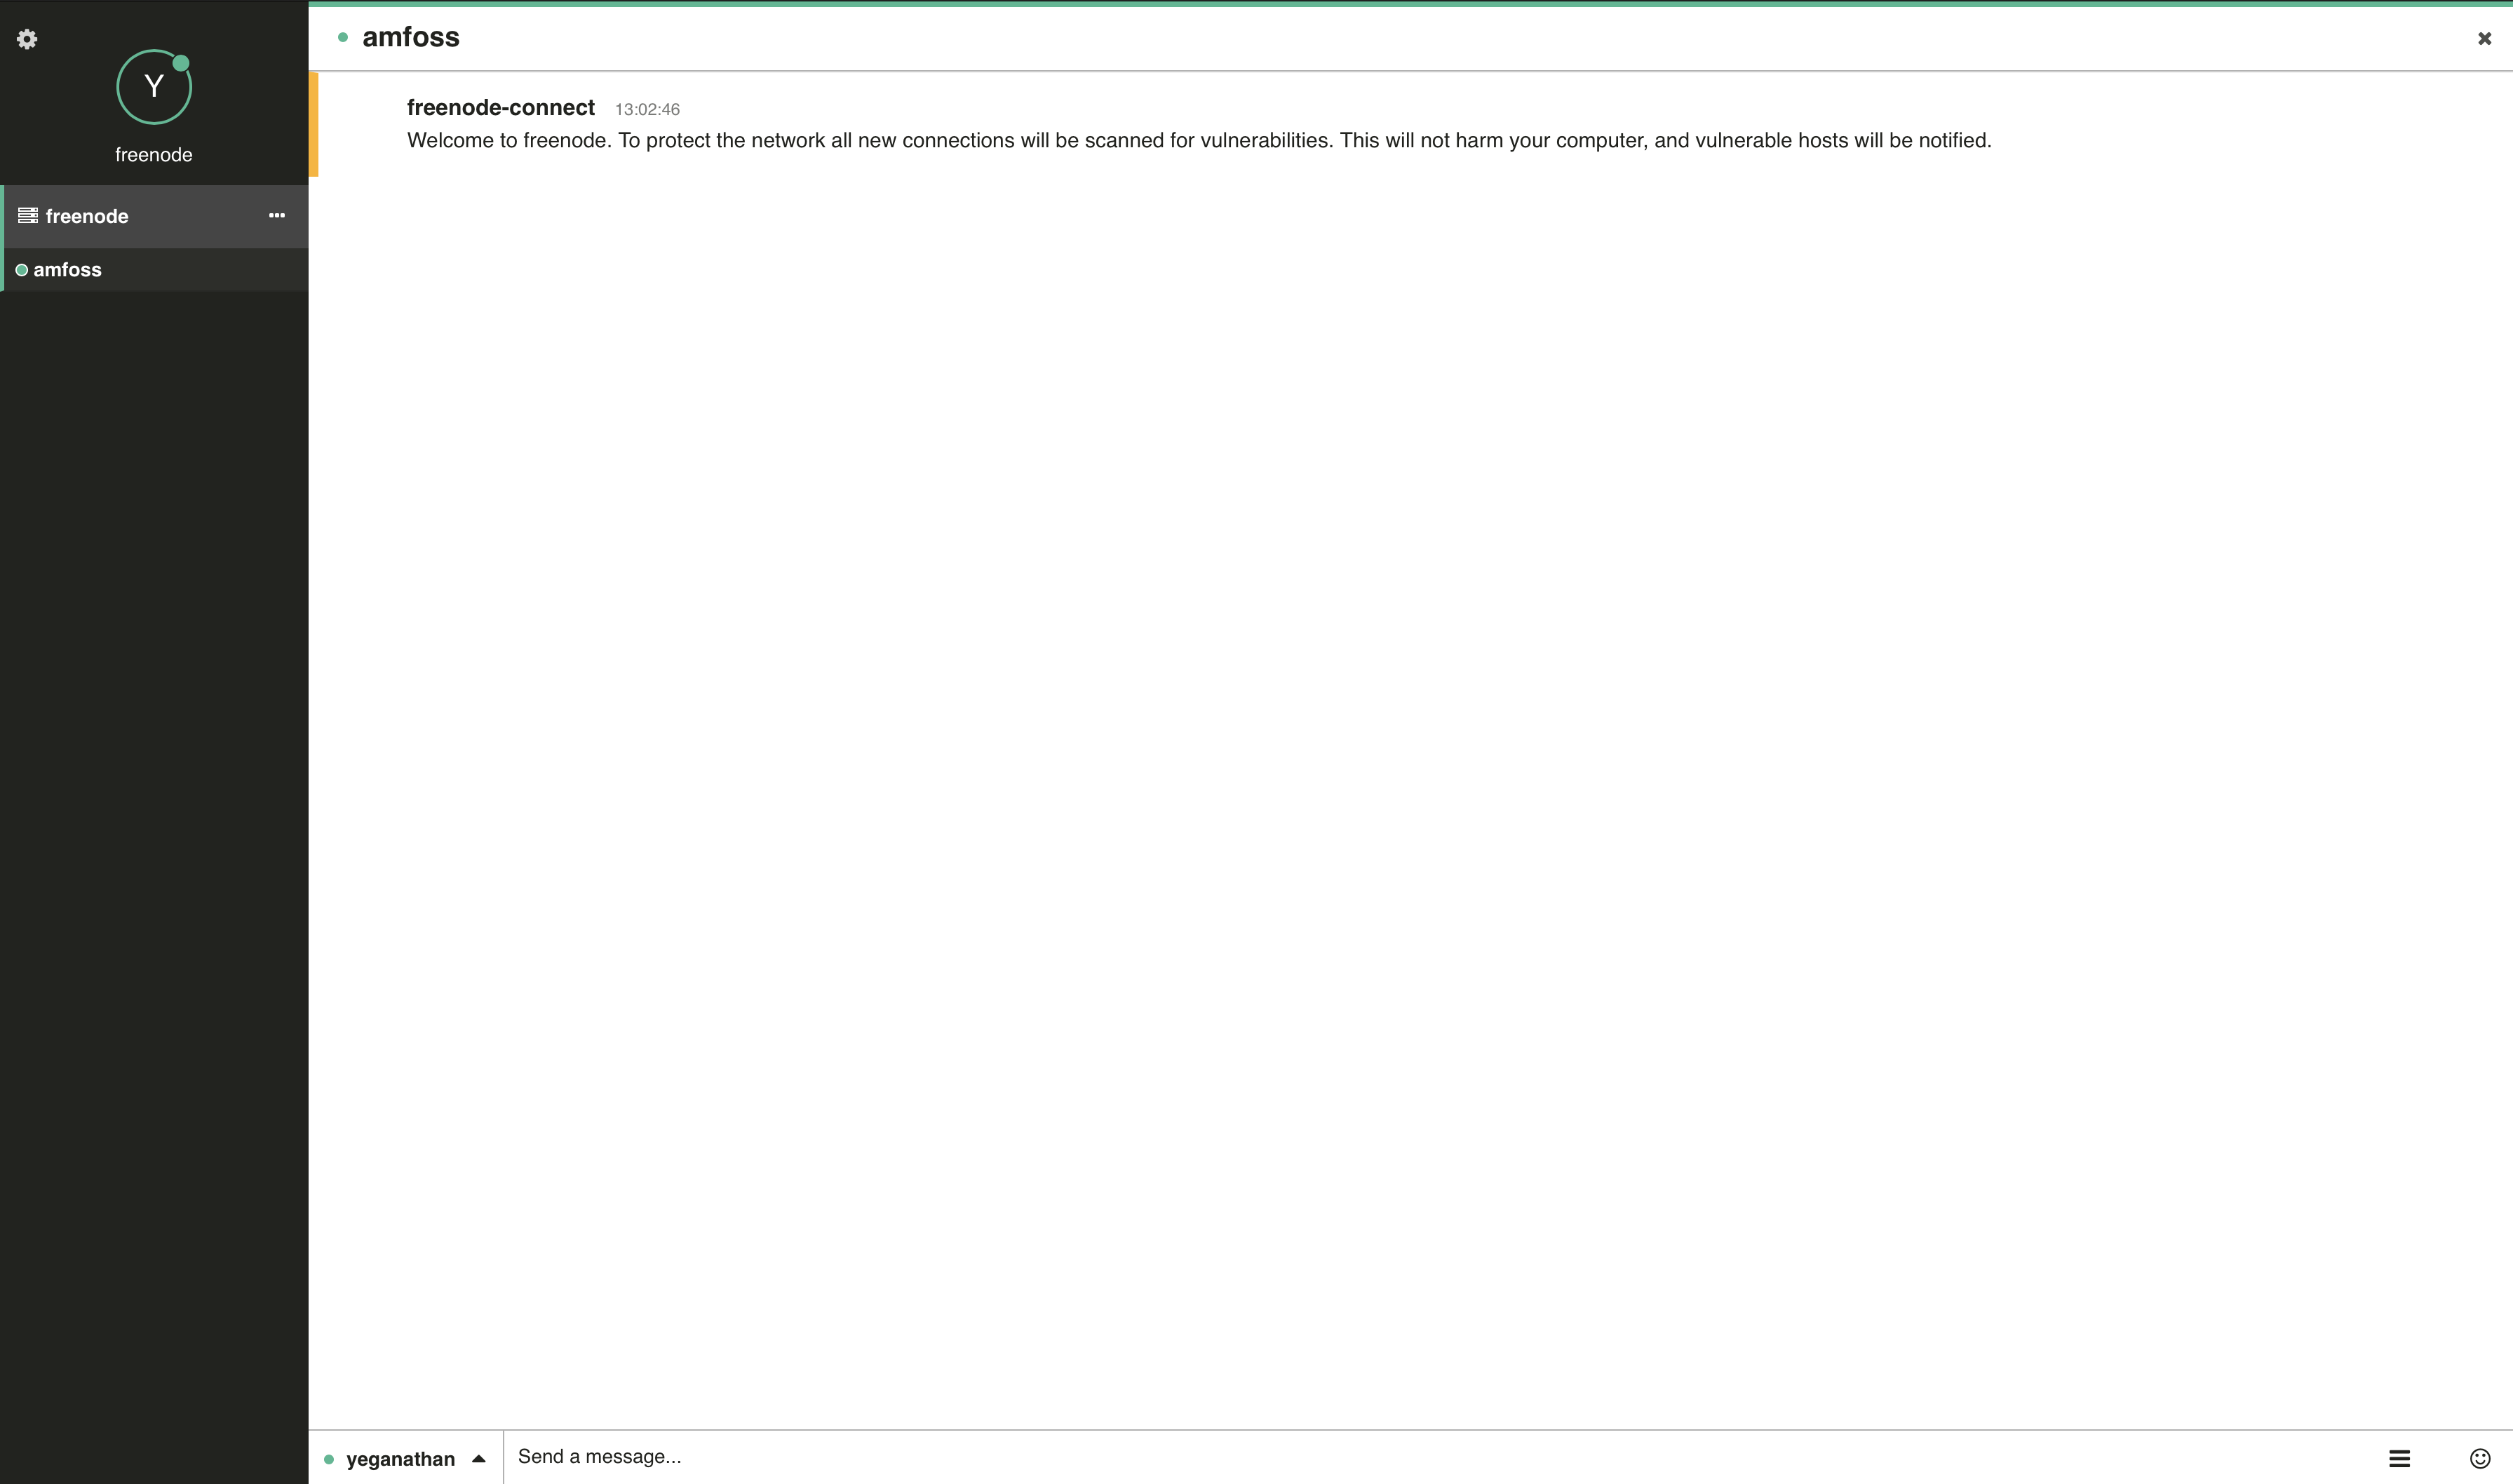 Y
freenode
freenode
amfoss
amfoss
freenode-connect 13:02:46
Welcome to freenode. To protect the network all new connections will be scanned for vulnerabilities. This will not harm your computer, and vulnerable hosts will be notified.
yeganathan Send a message...